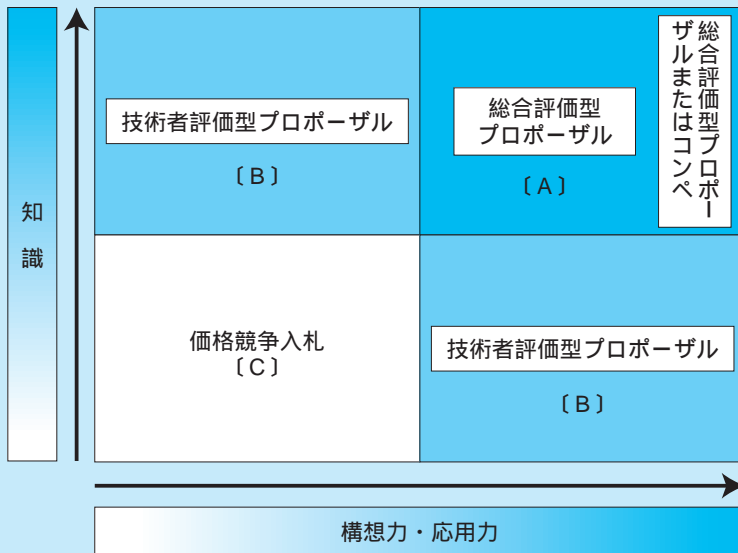 知
識
技術者評価型プロポーザル
〔B〕
総合評価型
プロポーザル
〔A〕
総合評価型プロポー
ザルまたはコンペ
価格競争入札
〔C〕
技術者評価型プロポーザル
〔B〕
構想力・応用力